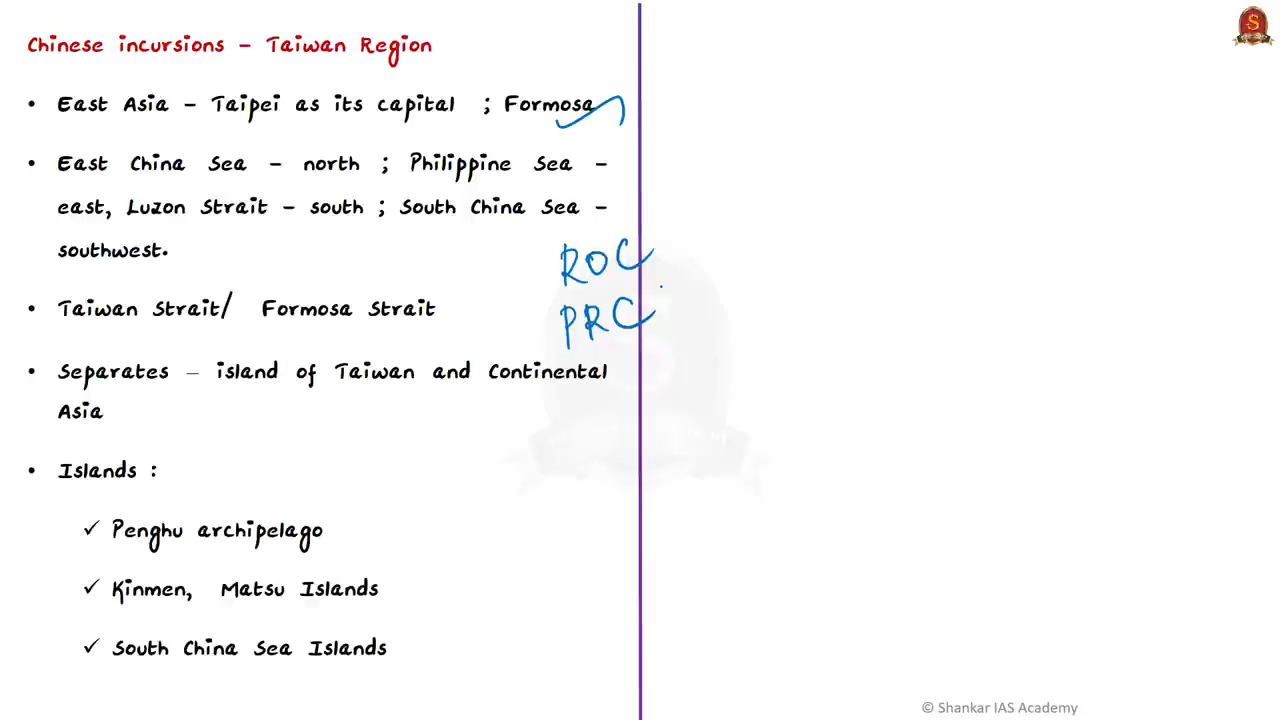 Chinese incursions - Taiwan Region
• East Asia - Taipei as its capital ; Formosa
• East China Sea - north ; Philippine Sea -
east, Luzon Strait - south ; South China Sea -
southwest.
ROC
• Taiwan Strait/ Formosa Strait
PRC
• Separates – island of Taiwan and Continental
Asia
• Islands :
✓ Penghu archipelago
✓ Kinmen, Matsu Islands
✓ South China Sea Islands
© Shankar IAS Academy